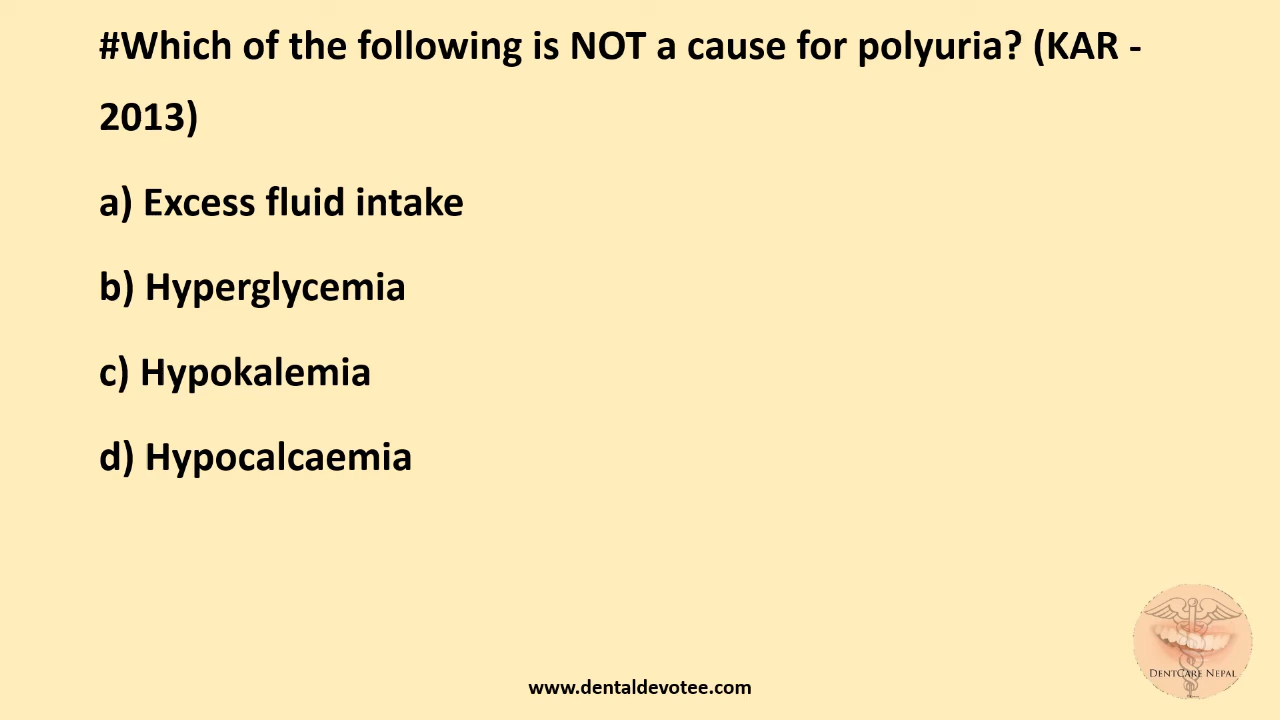 #Which of the following is NOT a cause for polyuria? (KAR -
2013)
a) Excess fluid intake
b) Hyperglycemia
c) Hypokalemia
d) Hypocalcaemia
DENTCARE NEPAL
www.dentaldevotee.com